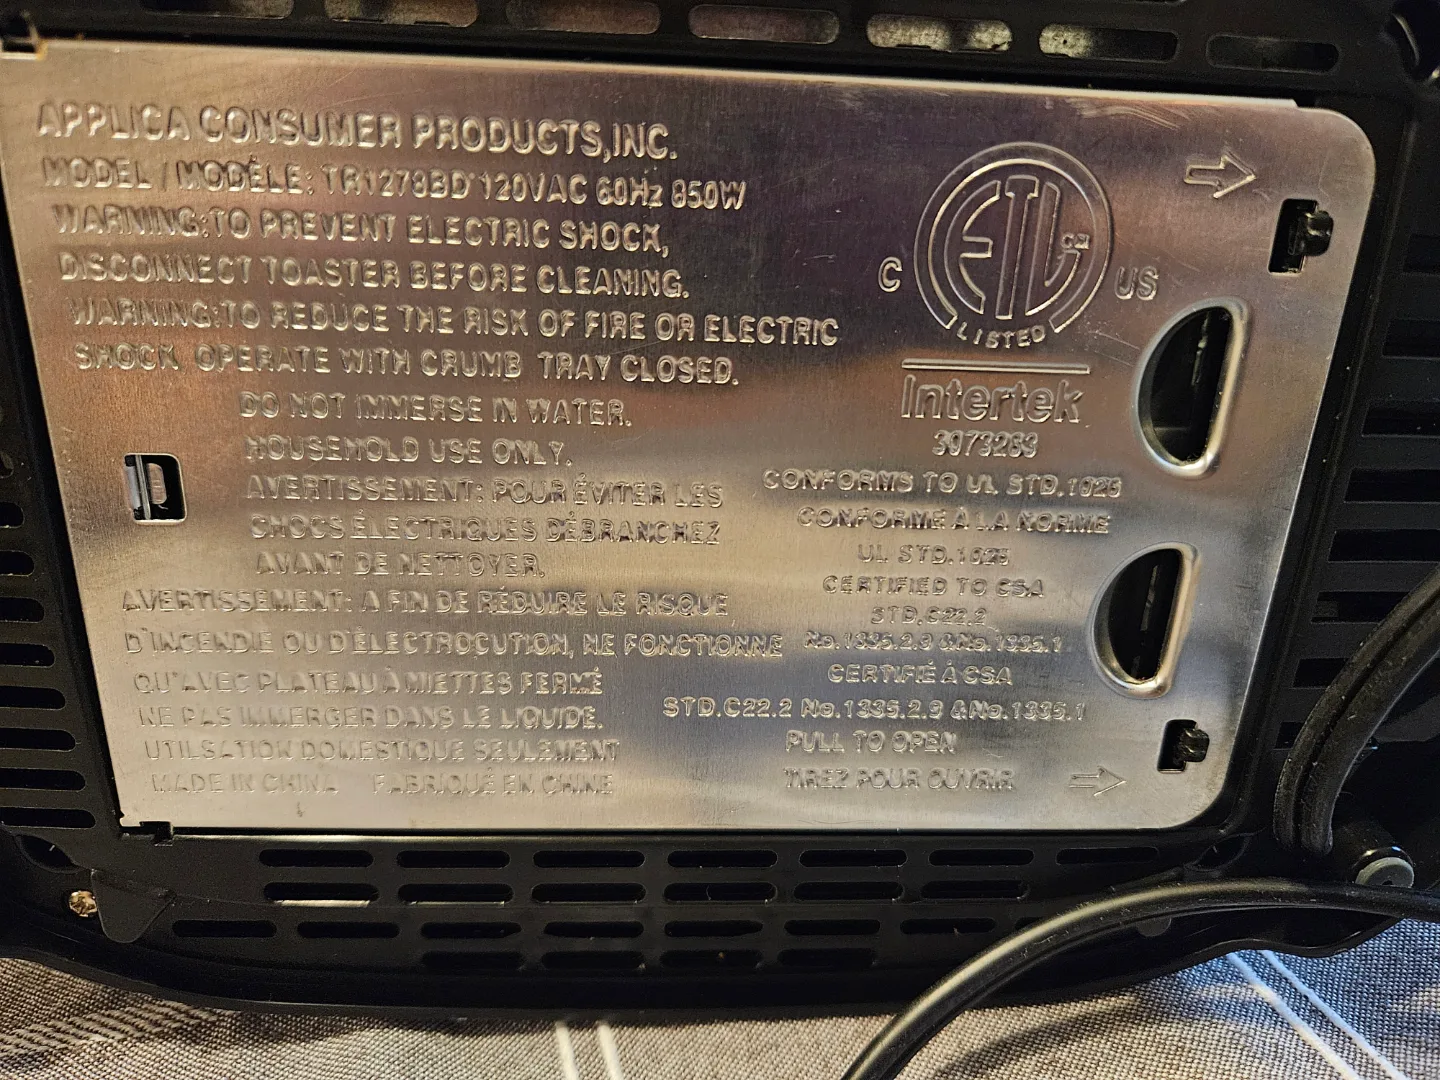 APPLICA CONSUMER PRODUCTS,INC.
MODEL / MODÈLE: TR1278BD 120VAC 60Hz 850W
WARNING:TO PREVENT ELECTRIC SHOCK,
DISCONNECT TOASTER BEFORE CLEANING.
WARNING:TO REDUCE THE RISK OF FIRE OR ELECTRIC
SHOCK OPERATE WITH CRUMB TRAY CLOSED.
DO NOT IMMERSE IN WATER.
HOUSEHOLD USE ONLY.
AVERTISSEMENT: POUR ÉVITER LES
CHOCS ÉLECTRIQUES DÉBRANCHEZ
AVANT DE NETTOYER.
AVERTISSEMENT: A FIN DE RÉDUIRE LE RISQUE
D'INCENDIE OU D'ÉLECTROCUTION, NE FONCTIONNE
QU'AVEC PLATEAU À MIETTES FERMÉ
NE PAS IMMERGER DANS LE LIQUIDE.
UTILSATION DOMESTIQUE SEULEMENT
MADE IN CHINA FABRIQUÉ EN CHINE
C ETL CM US
LISTED
Intertek
3073263
CONFORMS TO UL STD.1025
CONFORME À LA NORME
UL STD.1025
CERTIFIED TO CSA
STD.C22.2
No.1335.2.9 &No.1335.1
CERTIFIÉ À CSA
STD.C22.2 No.1335.2.9 &No.1335.1
PULL TO OPEN
TIREZ POUR OUVRIR